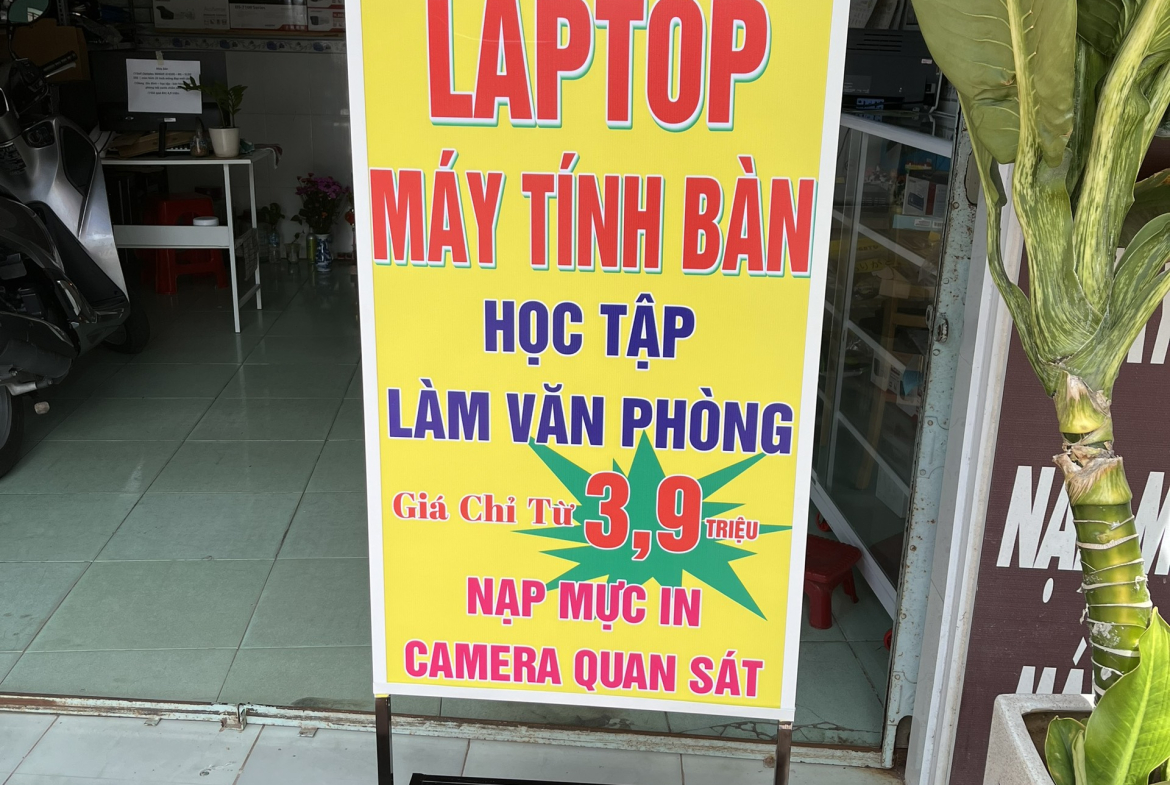 LAPTOP
MÁY TÍNH BÀN
HỌC TẬP
LÀM VĂN PHÒNG
Giá Chỉ Từ 3,9 TRIỆU
NẠP MỰC IN
CAMERA QUAN SÁT
NẠ